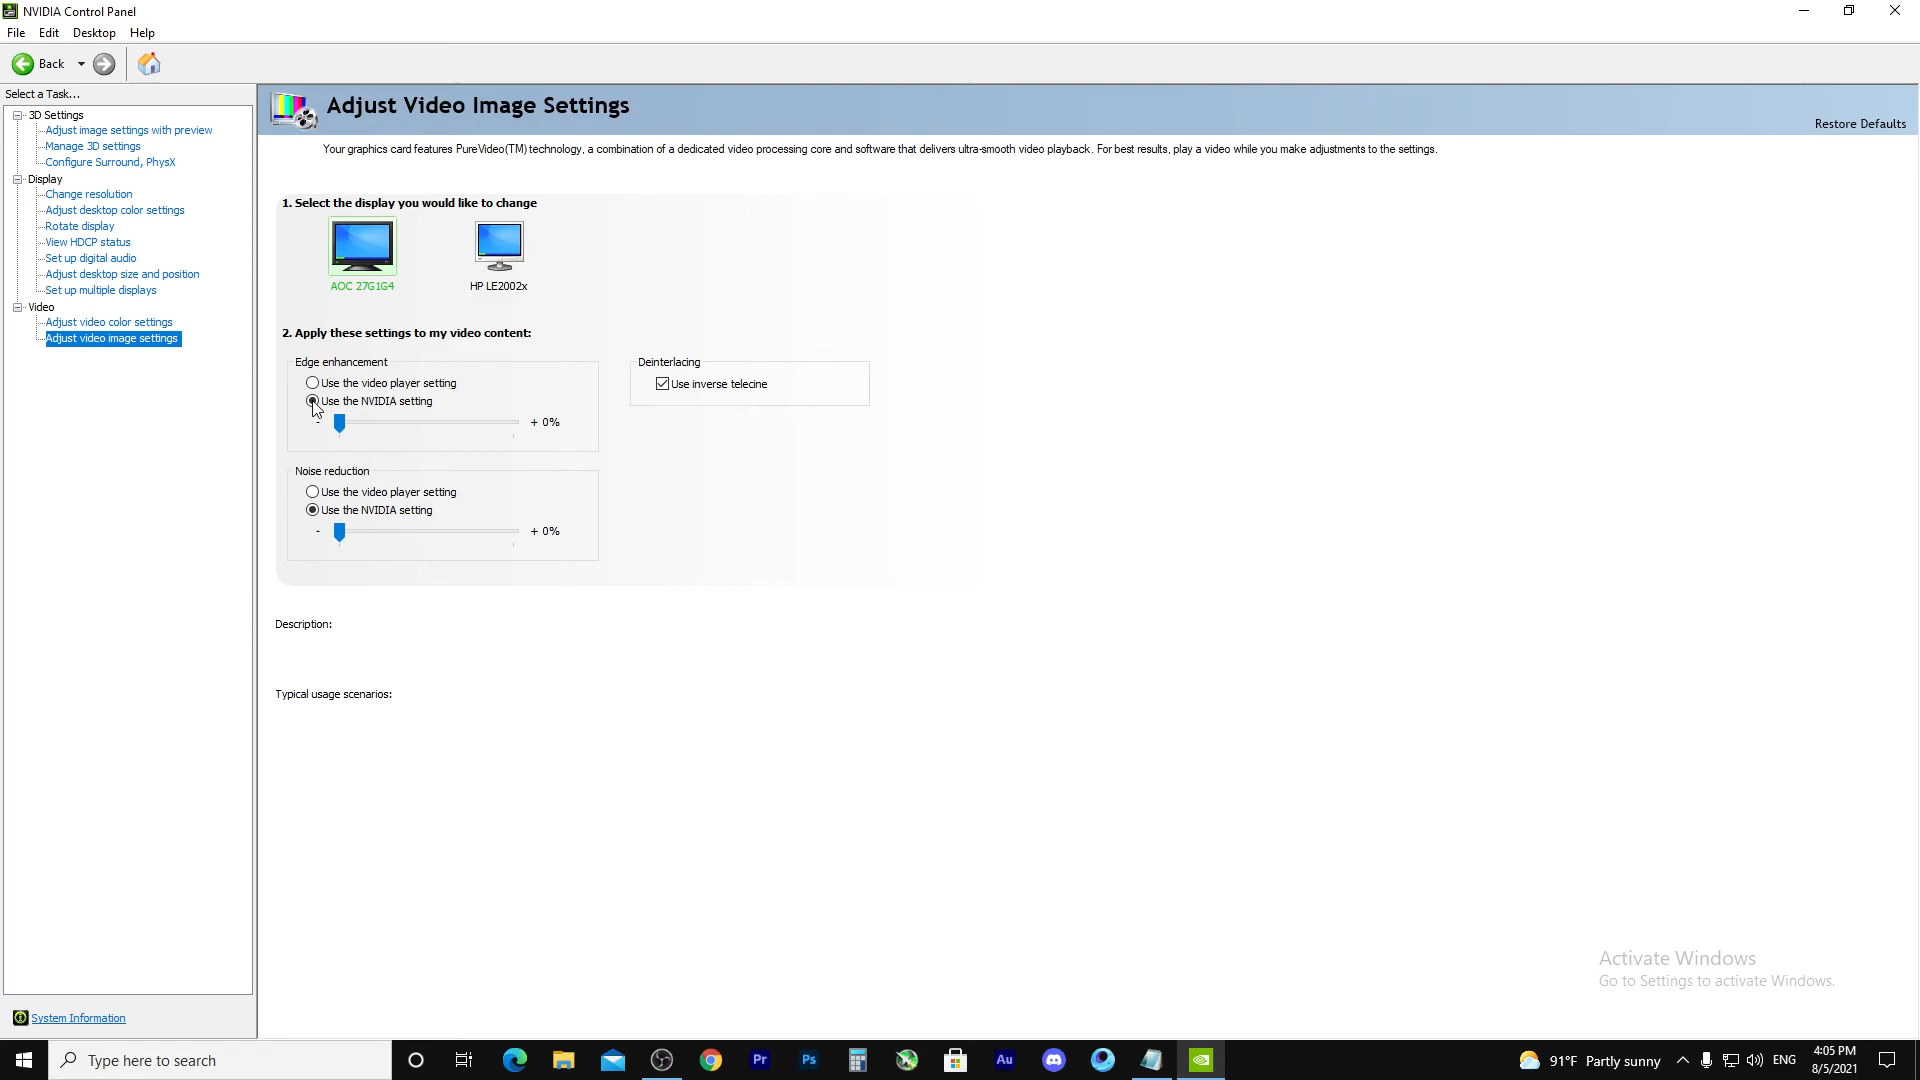 NVIDIA Control Panel
File Edit Desktop Help
Back
Select a Task...
3D Settings
Adjust image settings with preview
Manage 3D settings
Configure Surround, PhysX
Display
Change resolution
Adjust desktop color settings
Rotate display
View HDCP status
Set up digital audio
Adjust desktop size and position
Set up multiple displays
Video
Adjust video color settings
Adjust video image settings
System Information
Adjust Video Image Settings
Restore Defaults
Your graphics card features PureVideo(TM) technology, a combination of a dedicated video processing core and software that delivers ultra-smooth video playback. For best results, play a video while you make adjustments to the settings.
1. Select the display you would like to change
AOC 27G1G4 HP LE2002x
2. Apply these settings to my video content:
Edge enhancement
Use the video player setting
Use the NVIDIA setting
- + 0%
Deinterlacing
Use inverse telecine
Noise reduction
Use the video player setting
Use the NVIDIA setting
- + 0%
Description:
Typical usage scenarios:
Activate Windows
Go to Settings to activate Windows.
Type here to search
Pr Ps Au
91°F Partly sunny ENG
4:05 PM
8/5/2021